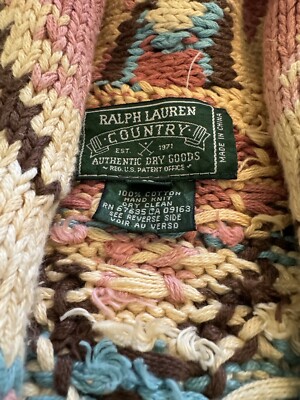 RALPH LAUREN
COUNTRY
EST. 1971
AUTHENTIC DRY GOODS
~ REG. U.S. PATENT OFFICE ~
MADE IN CHINA
100% COTTON
HAND KNIT
DRY CLEAN
RN 67835 CA 09163
SEE REVERSE SIDE
VOIR AU VERSO